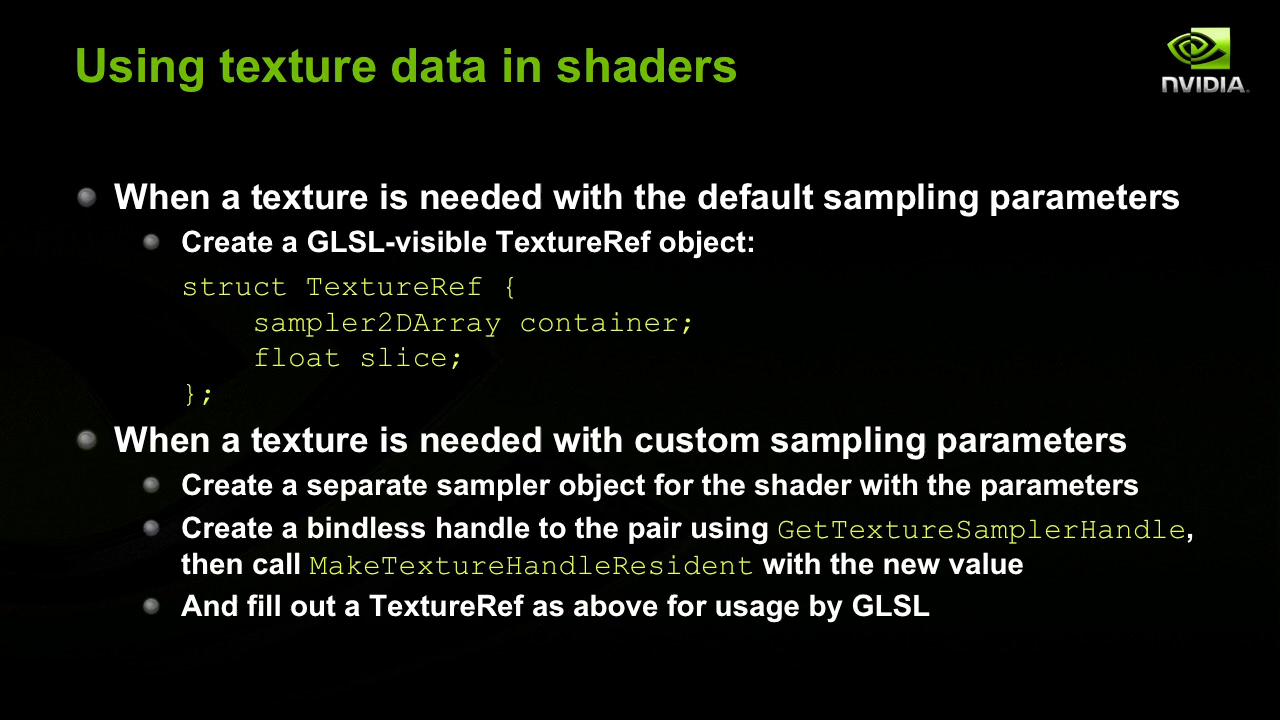 Using texture data in shaders
NVIDIA
When a texture is needed with the default sampling parameters
Create a GLSL-visible TextureRef object:
struct TextureRef {
    sampler2DArray container;
    float slice;
};
When a texture is needed with custom sampling parameters
Create a separate sampler object for the shader with the parameters
Create a bindless handle to the pair using GetTextureSamplerHandle,
then call MakeTextureHandleResident with the new value
And fill out a TextureRef as above for usage by GLSL